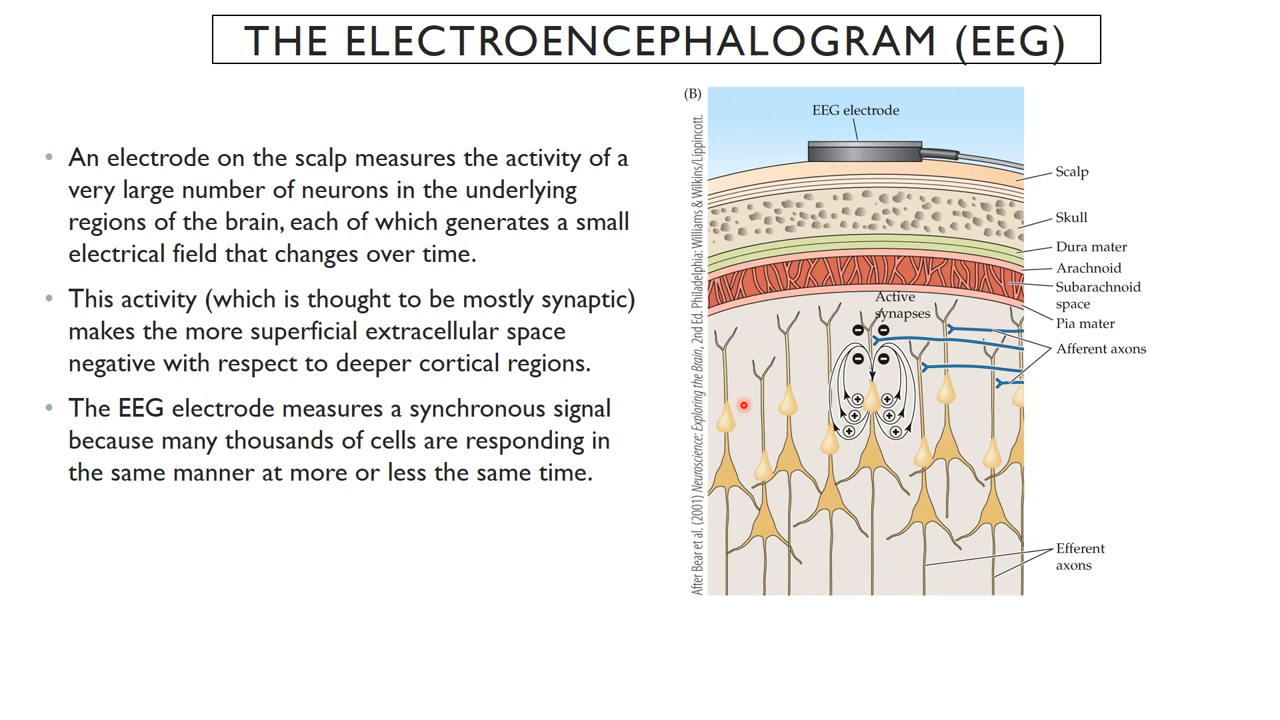 THE ELECTROENCEPHALOGRAM (EEG)
• An electrode on the scalp measures the activity of a
very large number of neurons in the underlying
regions of the brain, each of which generates a small
electrical field that changes over time.
• This activity (which is thought to be mostly synaptic)
makes the more superficial extracellular space
negative with respect to deeper cortical regions.
• The EEG electrode measures a synchronous signal
because many thousands of cells are responding in
the same manner at more or less the same time.
(B)
After Bear et al. (2001) Neuroscience: Exploring the Brain, 2nd Ed. Philadelphia: Williams & Wilkins/Lippincott.
EEG electrode
Scalp
Skull
Dura mater
Arachnoid
Subarachnoid
space
Pia mater
Active
synapses
Afferent axons
Efferent
axons